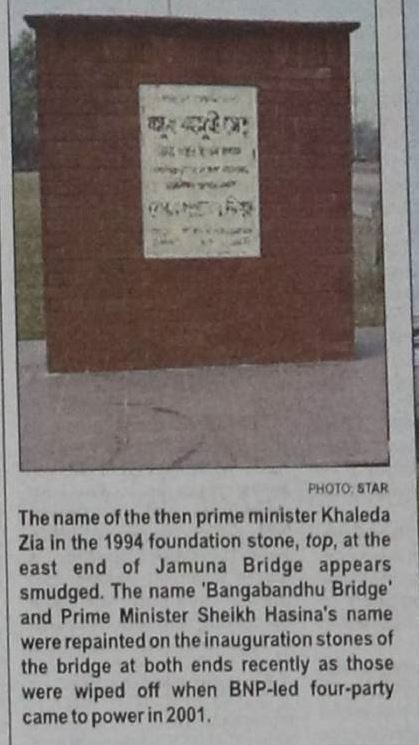 PHOTO: STAR
The name of the then prime minister Khaleda
Zia in the 1994 foundation stone, top, at the
east end of Jamuna Bridge appears
smudged. The name 'Bangabandhu Bridge'
and Prime Minister Sheikh Hasina's name
were repainted on the inauguration stones of
the bridge at both ends recently as those
were wiped off when BNP-led four-party
came to power in 2001.